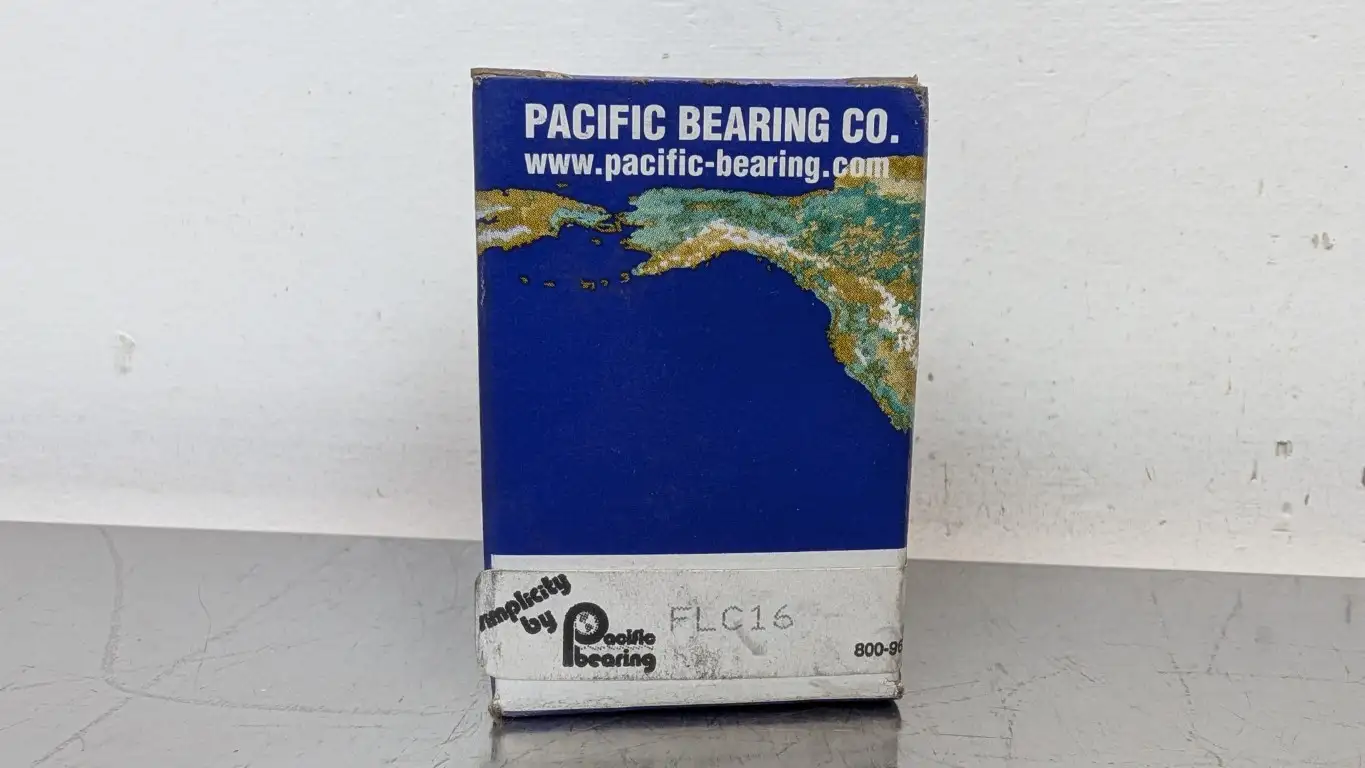 PACIFIC BEARING CO.
www.pacific-bearing.com
simplicity
by
Pacific
bearing
FLC16
800-96